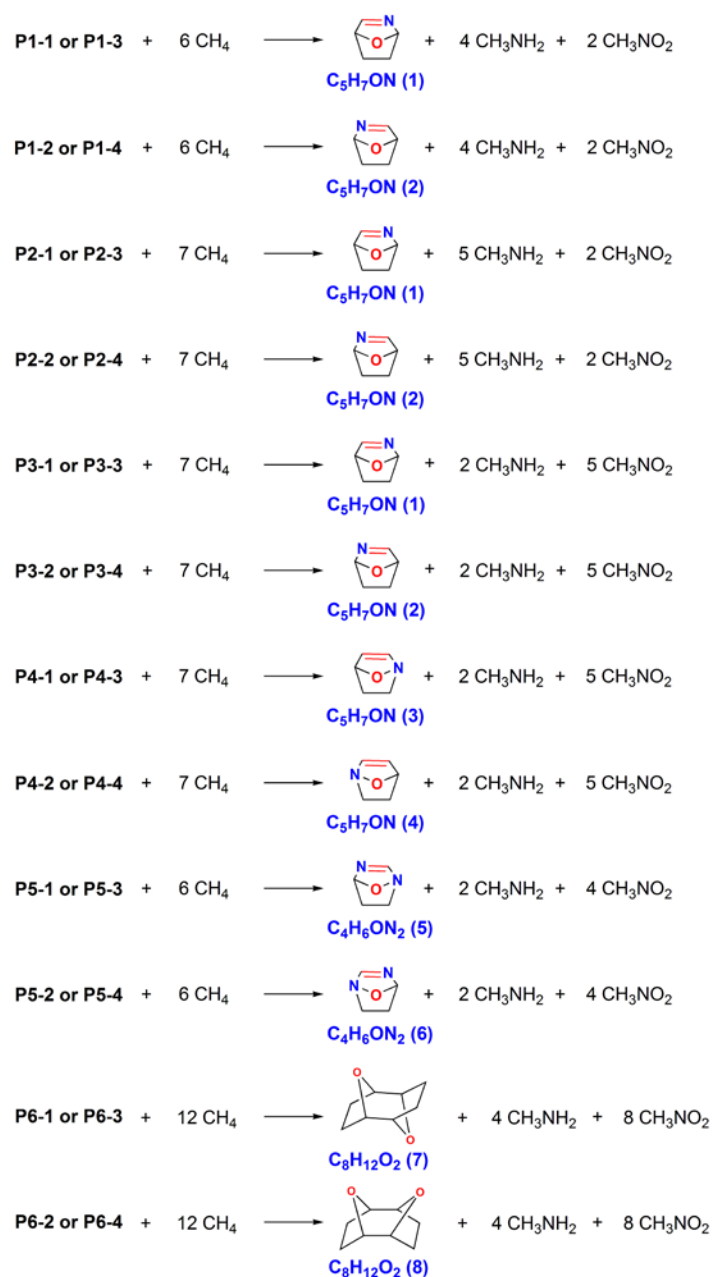 P1-1 or P1-3 + 6 CH₄ N O + 4 CH₃NH₂ + 2 CH₃NO₂
C₅H₇ON (1)
P1-2 or P1-4 + 6 CH₄ N O + 4 CH₃NH₂ + 2 CH₃NO₂
C₅H₇ON (2)
P2-1 or P2-3 + 7 CH₄ N O + 5 CH₃NH₂ + 2 CH₃NO₂
C₅H₇ON (1)
P2-2 or P2-4 + 7 CH₄ N O + 5 CH₃NH₂ + 2 CH₃NO₂
C₅H₇ON (2)
P3-1 or P3-3 + 7 CH₄ N O + 2 CH₃NH₂ + 5 CH₃NO₂
C₅H₇ON (1)
P3-2 or P3-4 + 7 CH₄ N O + 2 CH₃NH₂ + 5 CH₃NO₂
C₅H₇ON (2)
P4-1 or P4-3 + 7 CH₄ O N + 2 CH₃NH₂ + 5 CH₃NO₂
C₅H₇ON (3)
P4-2 or P4-4 + 7 CH₄ N O + 2 CH₃NH₂ + 5 CH₃NO₂
C₅H₇ON (4)
P5-1 or P5-3 + 6 CH₄ N O N + 2 CH₃NH₂ + 4 CH₃NO₂
C₄H₆ON₂ (5)
P5-2 or P5-4 + 6 CH₄ N N O + 2 CH₃NH₂ + 4 CH₃NO₂
C₄H₆ON₂ (6)
P6-1 or P6-3 + 12 CH₄ O O + 4 CH₃NH₂ + 8 CH₃NO₂
C₈H₁₂O₂ (7)
P6-2 or P6-4 + 12 CH₄ O O + 4 CH₃NH₂ + 8 CH₃NO₂
C₈H₁₂O₂ (8)